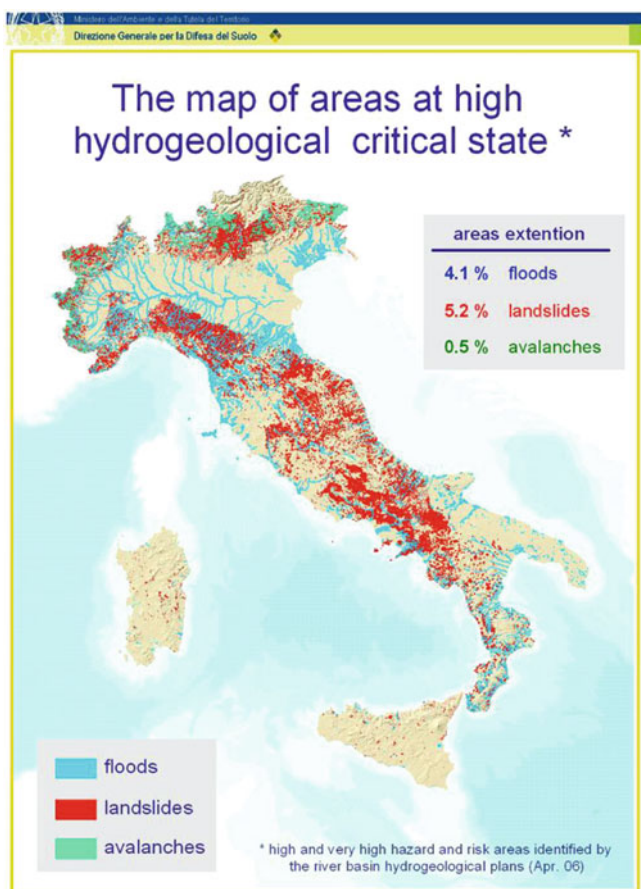 Ministero dell'Ambiente e della Tutela del Territorio
Direzione Generale per la Difesa del Suolo
The map of areas at high
hydrogeological critical state *
areas extention
4.1 % floods
5.2 % landslides
0.5 % avalanches
floods
landslides
avalanches
* high and very high hazard and risk areas identified by
the river basin hydrogeological plans (Apr. 06)